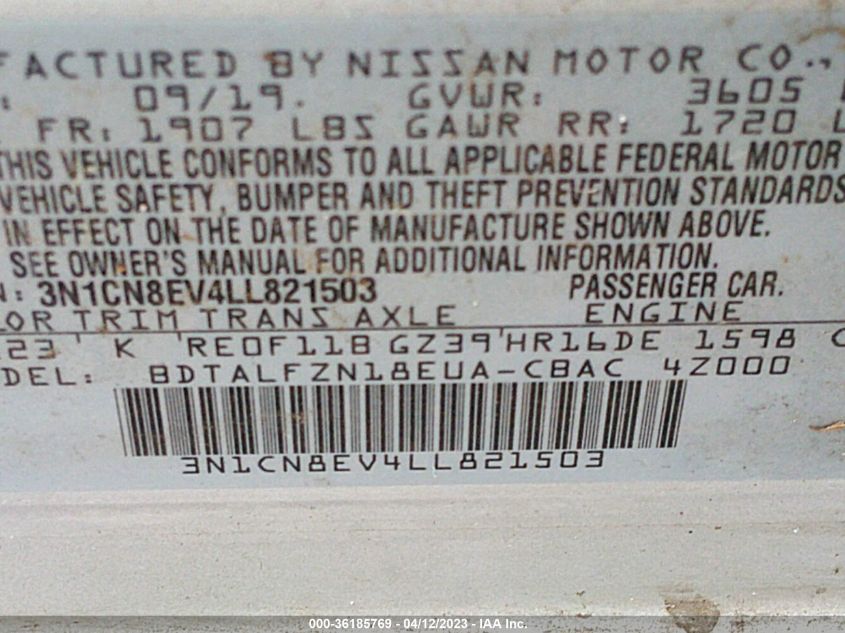 FACTURED BY NISSAN MOTOR CO.,
: 09/19. GVWR: 3605
FR: 1907 LBS GAWR RR: 1720 L
THIS VEHICLE CONFORMS TO ALL APPLICABLE FEDERAL MOTOR
VEHICLE SAFETY, BUMPER AND THEFT PREVENTION STANDARDS
IN EFFECT ON THE DATE OF MANUFACTURE SHOWN ABOVE.
SEE OWNER'S MANUAL FOR ADDITIONAL INFORMATION.
: 3N1CN8EV4LL821503 PASSENGER CAR.
LOR TRIM TRANS AXLE ENGINE
23 K RE0F11B GZ39 HR16DE 1598 C
DEL: BDTALFZN18EUA-CBAC 4Z000
3N1CN8EV4LL821503
000-36185769 - 04/12/2023 - IAA Inc.